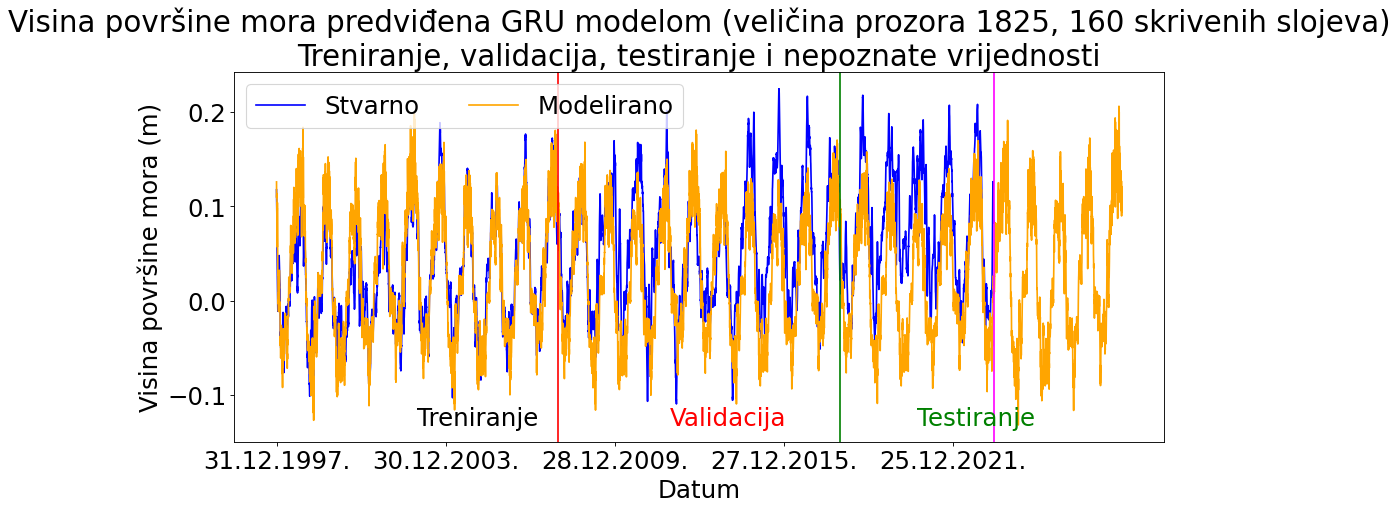 Visina površine mora predviđena GRU modelom (veličina prozora 1825, 160 skrivenih slojeva)
Treniranje, validacija, testiranje i nepoznate vrijednosti
Stvarno
Modelirano
Visina površine mora (m)
0.2
0.1
0.0
−0.1
Treniranje
Validacija
Testiranje
31.12.1997.
30.12.2003.
28.12.2009.
27.12.2015.
25.12.2021.
Datum